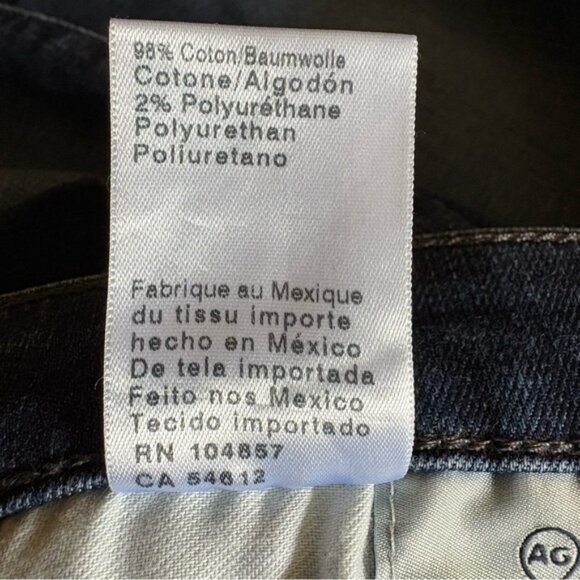 98% Coton/Baumwolle
Cotone/Algodón
2% Polyuréthane
Polyurethan
Poliuretano
Fabrique au Mexique
du tissu importe
hecho en México
De tela importada
Feito nos Mexico
Tecido importado
RN 104857
CA 54612
AG